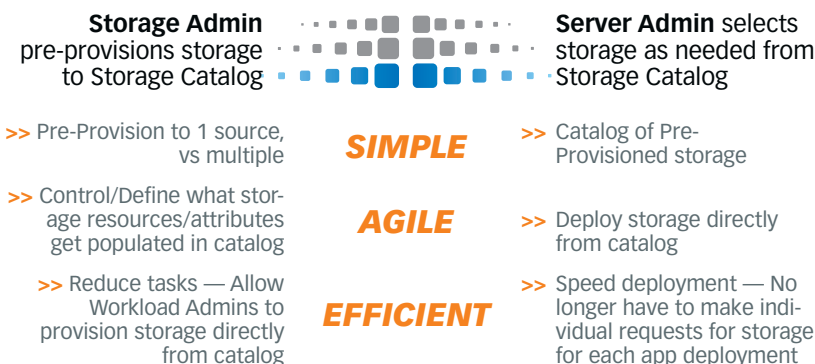 Storage Admin
pre-provisions storage
to Storage Catalog
Server Admin selects
storage as needed from
Storage Catalog
>> Pre-Provision to 1 source,
vs multiple
SIMPLE
>> Catalog of Pre-
Provisioned storage
>> Control/Define what stor-
age resources/attributes
get populated in catalog
AGILE
>> Deploy storage directly
from catalog
>> Reduce tasks — Allow
Workload Admins to
provision storage directly
from catalog
EFFICIENT
>> Speed deployment — No
longer have to make indi-
vidual requests for storage
for each app deployment